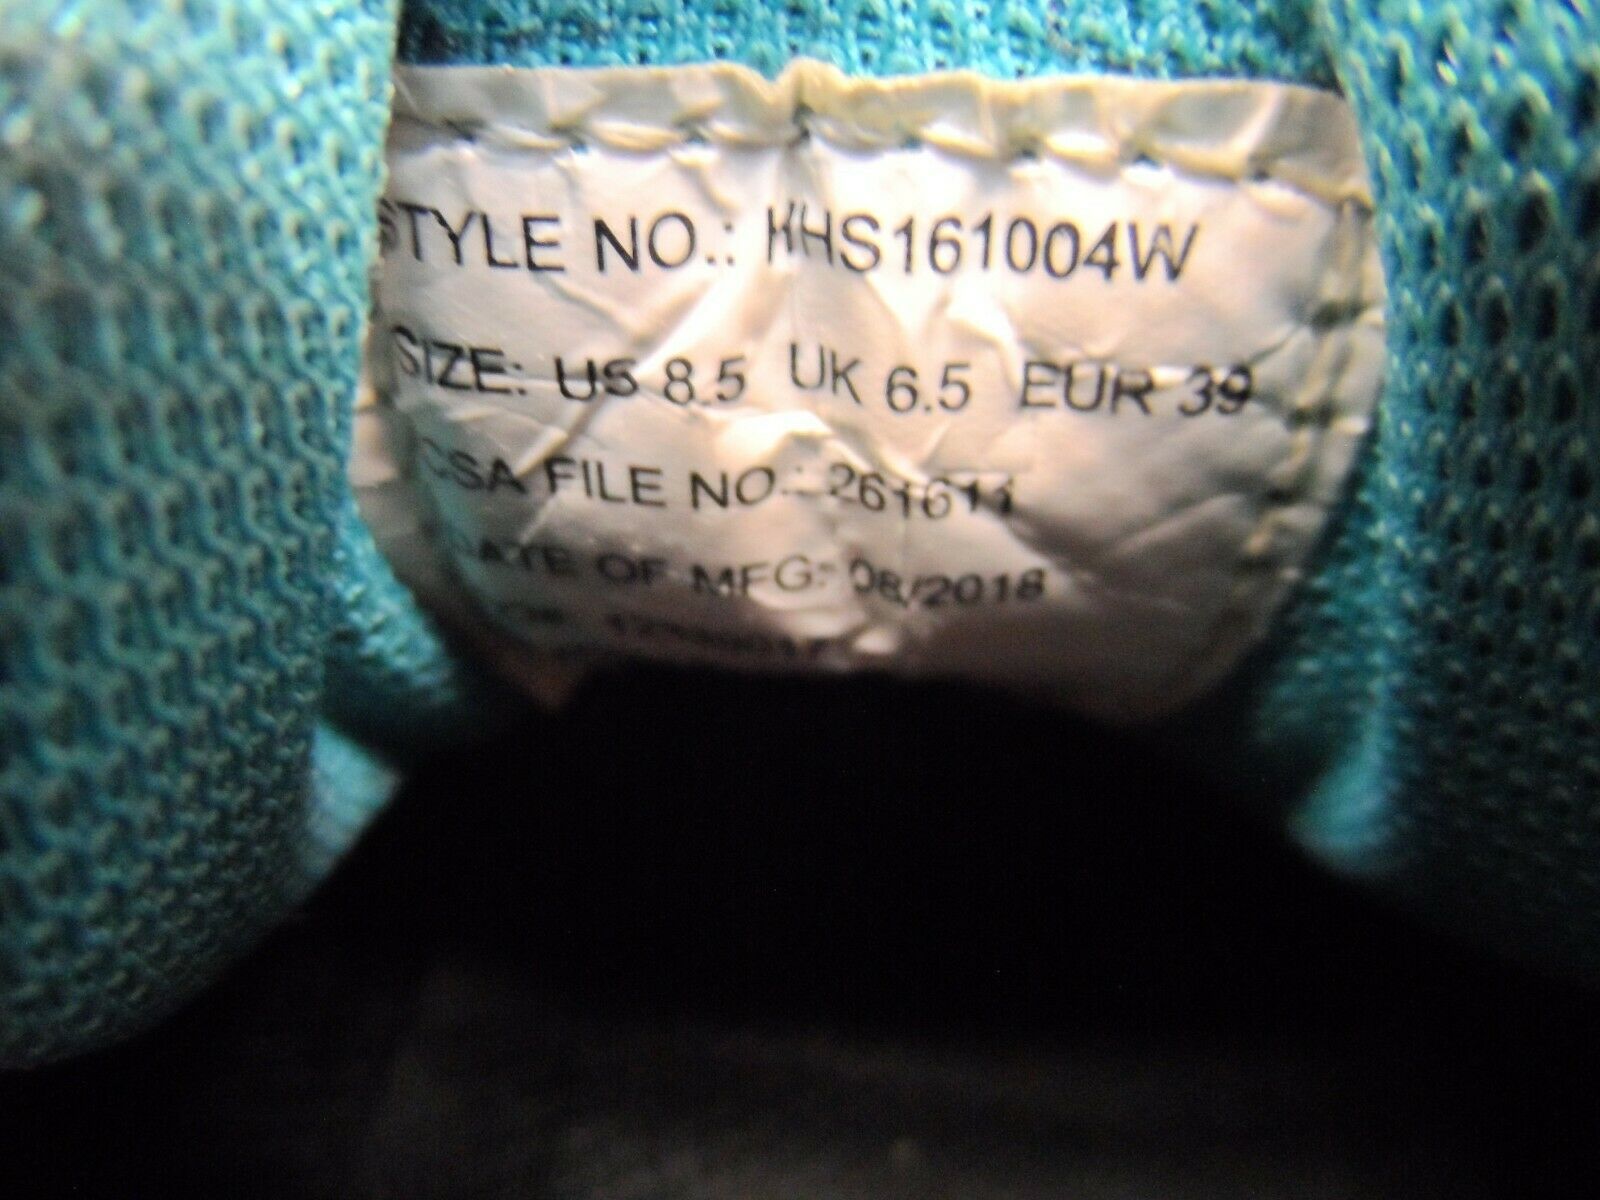 STYLE NO.: HHS161004W
SIZE: US 8.5 UK 6.5 EUR 39
CSA FILE NO.: 261611
DATE OF MFG: 08/2018